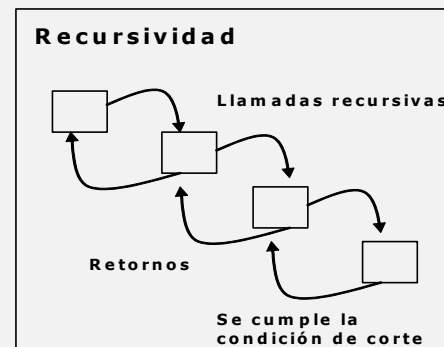 Recursividad
Llamadas recursivas
Retornos
Se cumple la
condición de corte